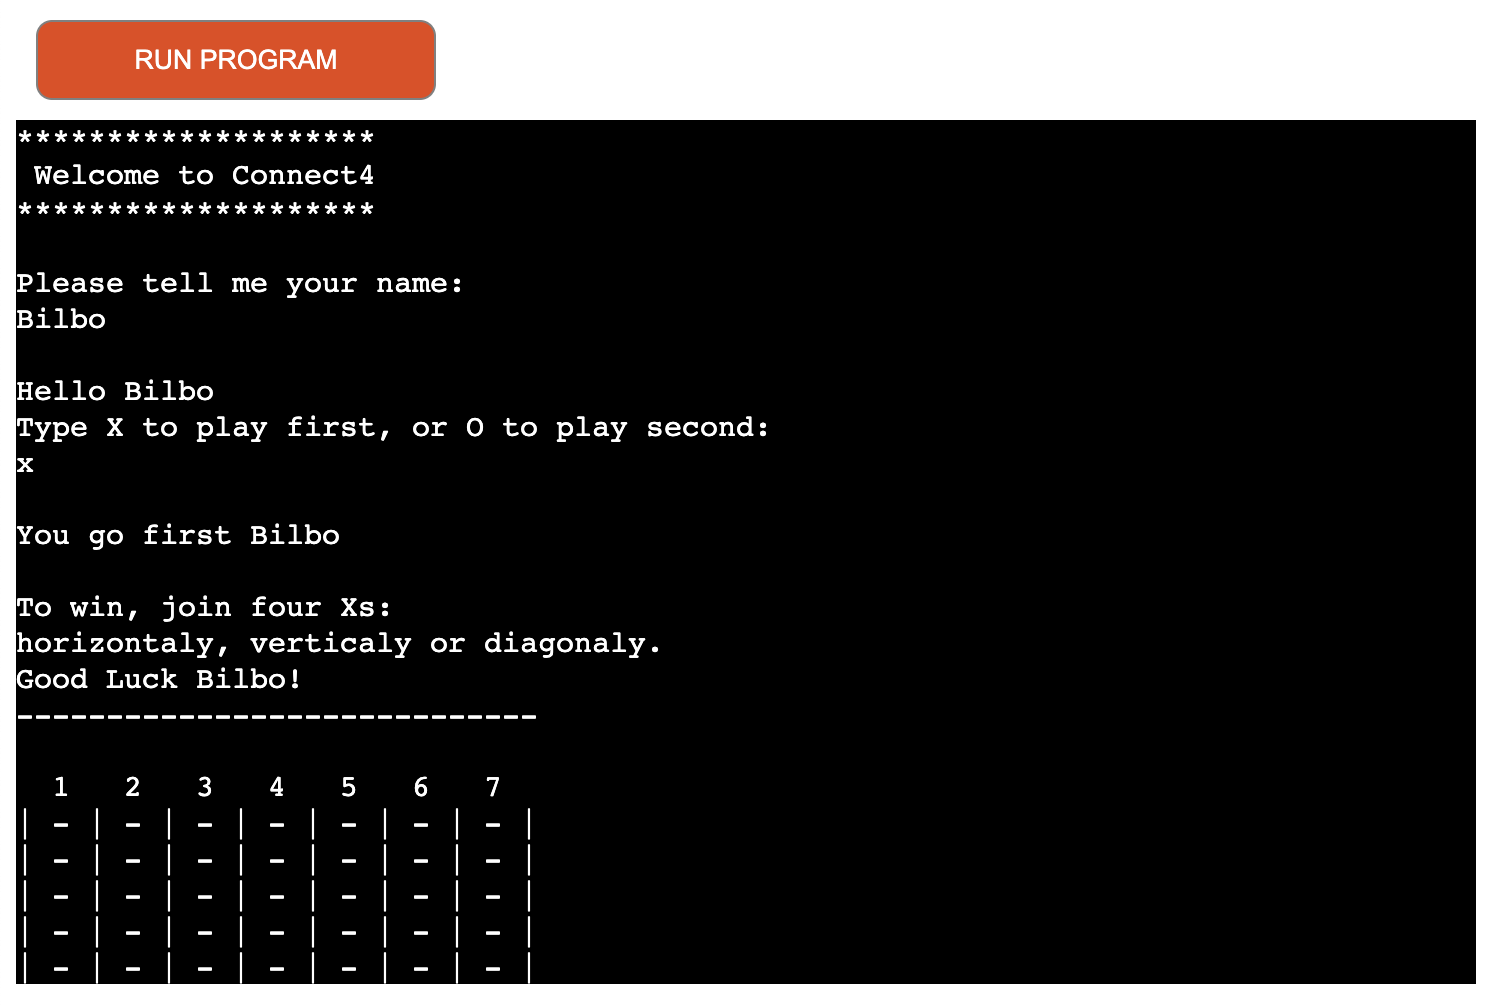 RUN PROGRAM
********************
 Welcome to Connect4
********************
Please tell me your name:
Bilbo
Hello Bilbo
Type X to play first, or O to play second:
x
You go first Bilbo
To win, join four Xs:
horizontaly, verticaly or diagonaly.
Good Luck Bilbo!
-----------------------------
  1   2   3   4   5   6   7
| - | - | - | - | - | - | - |
| - | - | - | - | - | - | - |
| - | - | - | - | - | - | - |
| - | - | - | - | - | - | - |
| - | - | - | - | - | - | - |